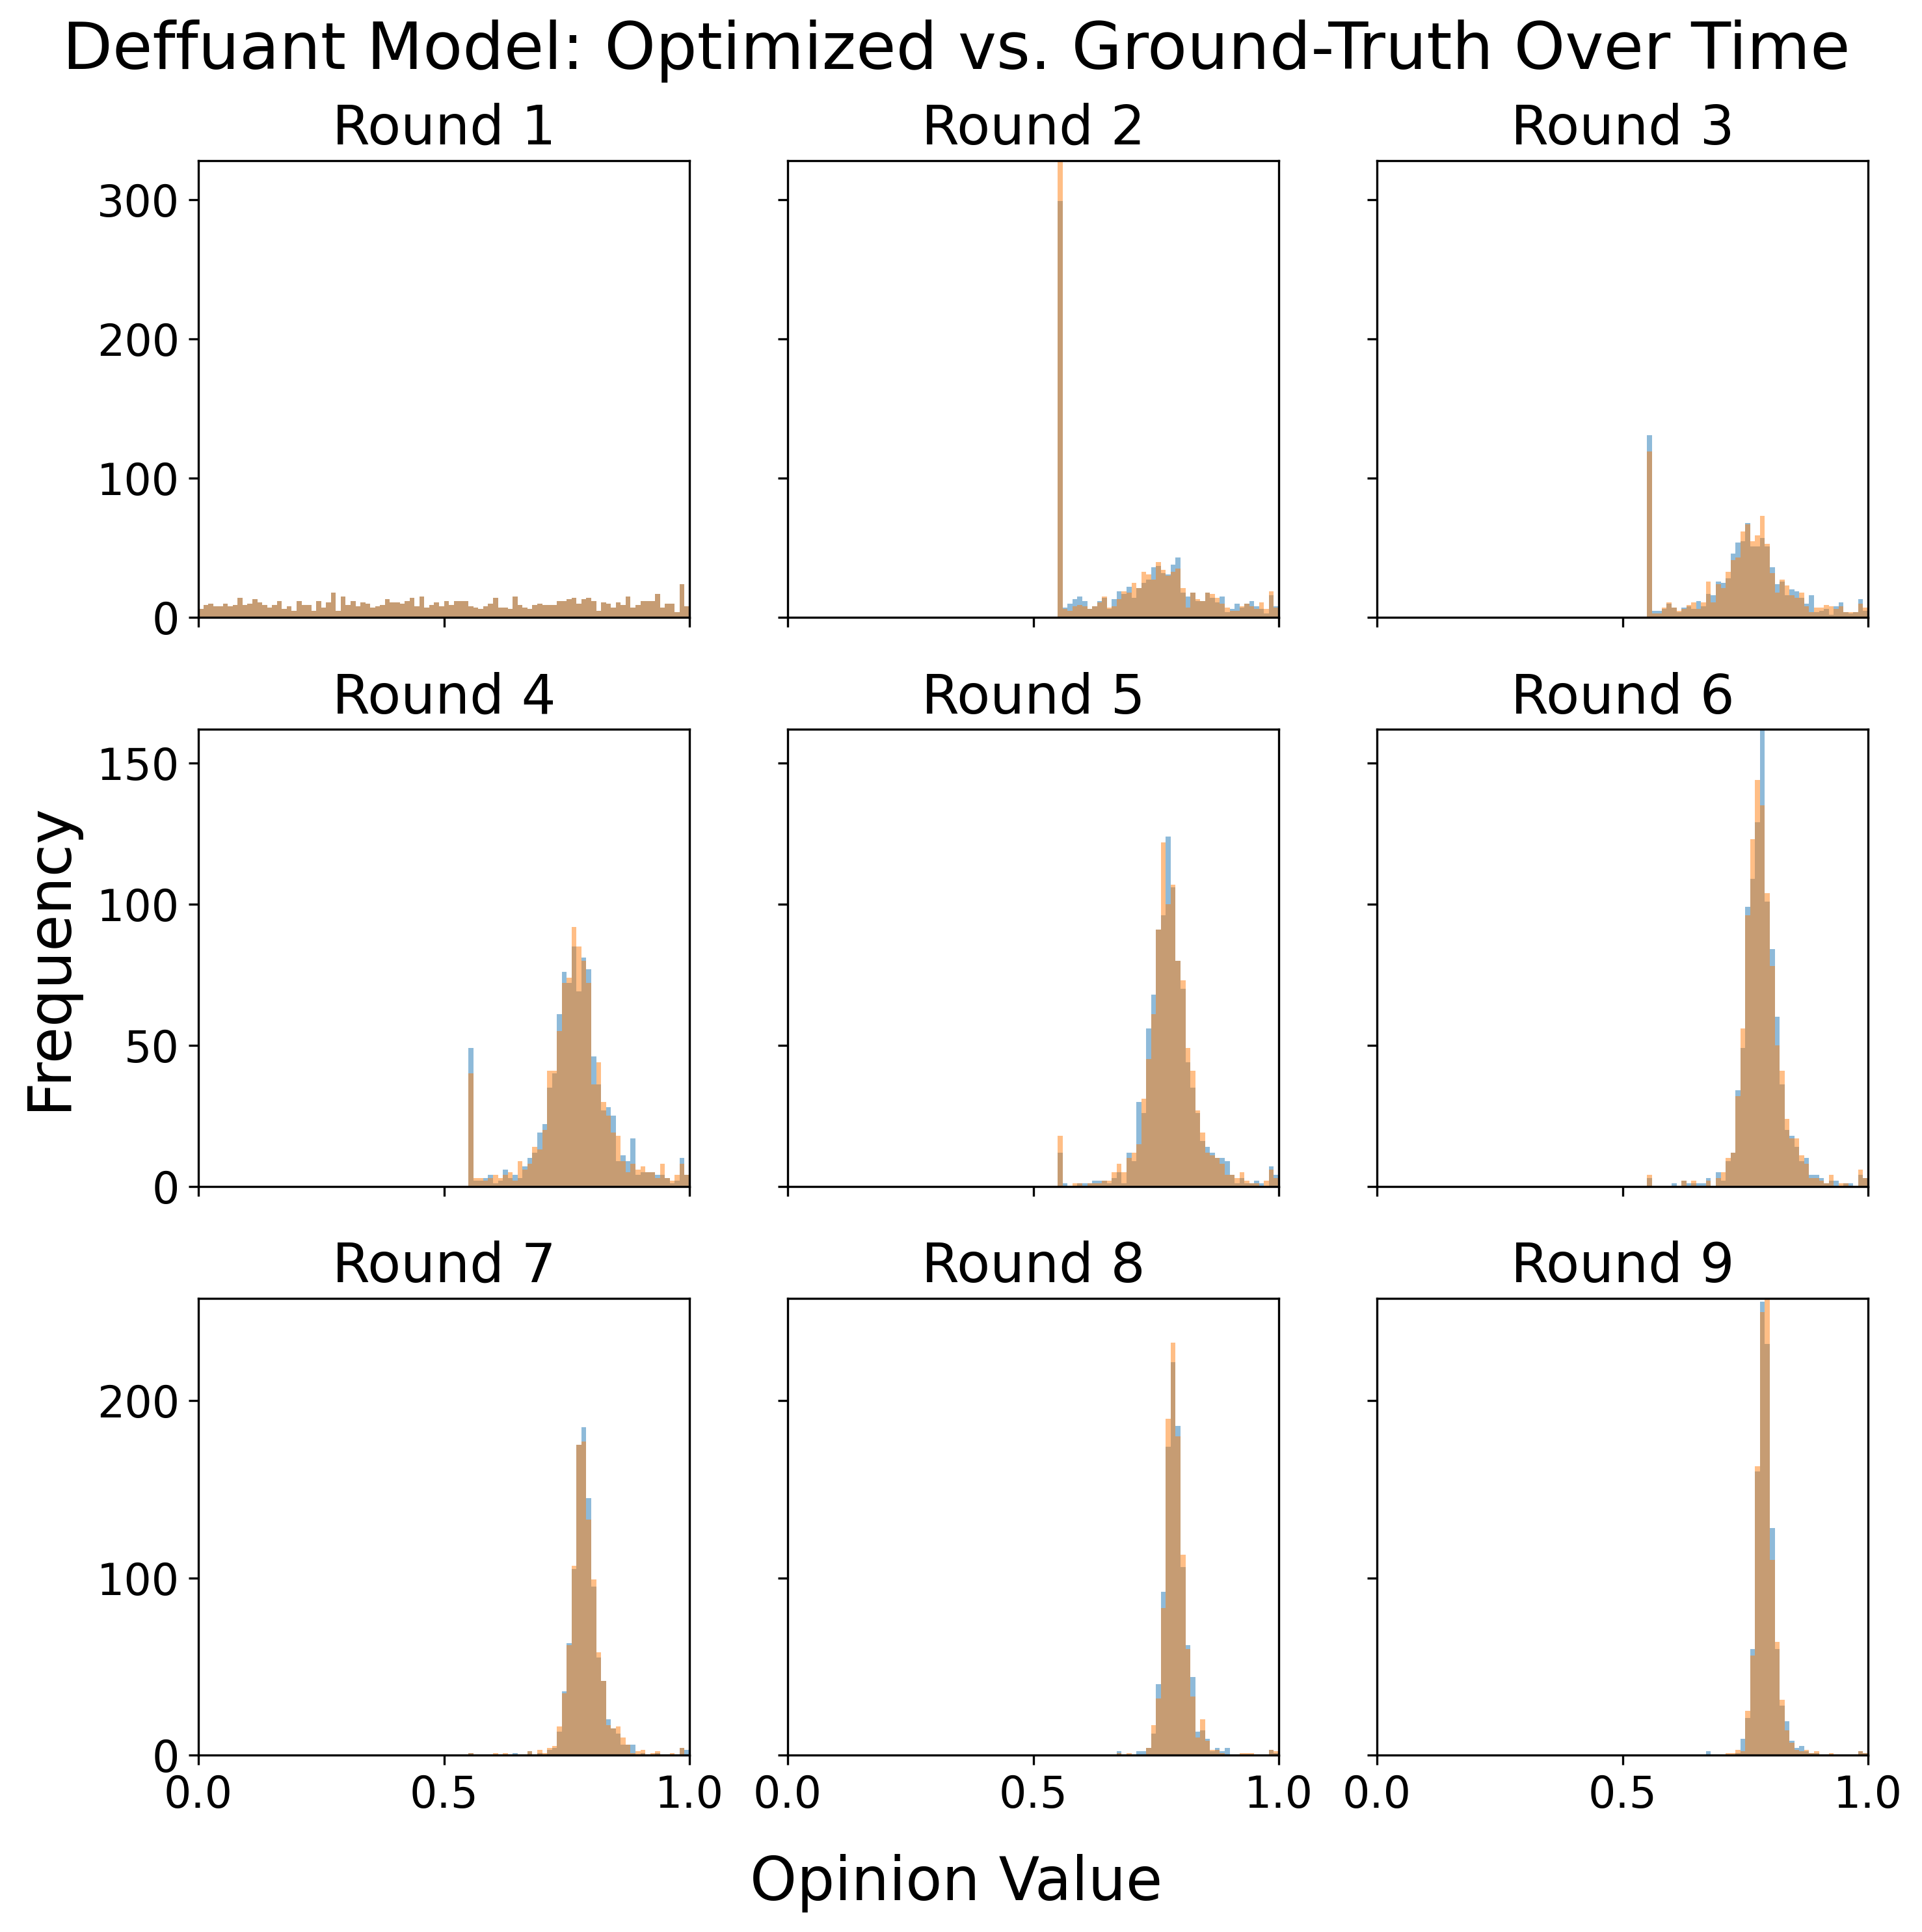 Deffuant Model: Optimized vs. Ground-Truth Over Time
Round 1
Round 2
Round 3
300
200
100
0
Round 4
Round 5
Round 6
150
100
50
0
Frequency
Round 7
Round 8
Round 9
200
100
0
0.0 0.5 1.0 0.0 0.5 1.0 0.0 0.5 1.0
Opinion Value